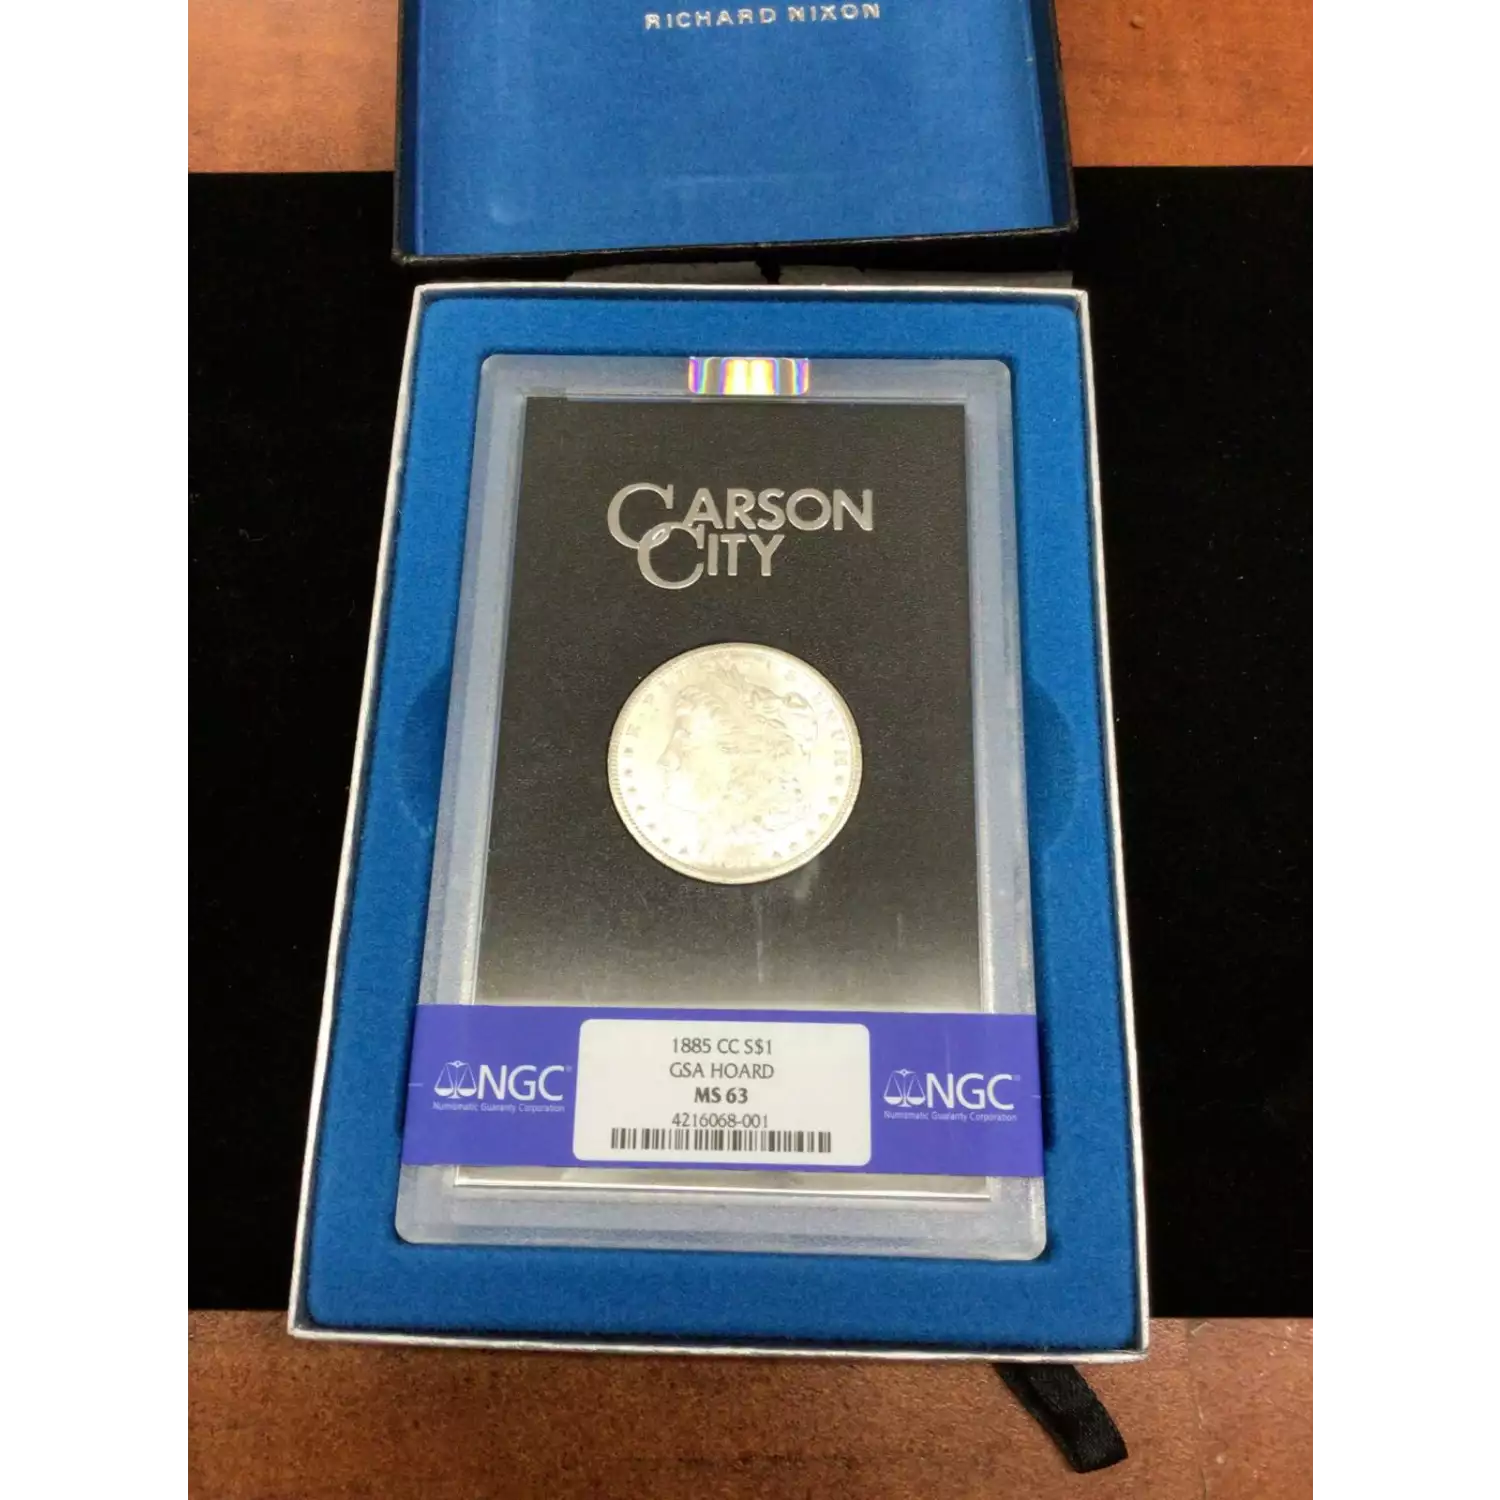 RICHARD NIXON
CARSON
CITY
NGC
Numismatic Guaranty Corporation
1885 CC S$1
GSA HOARD
MS 63
4216068-001
NGC
Numismatic Guaranty Corporation